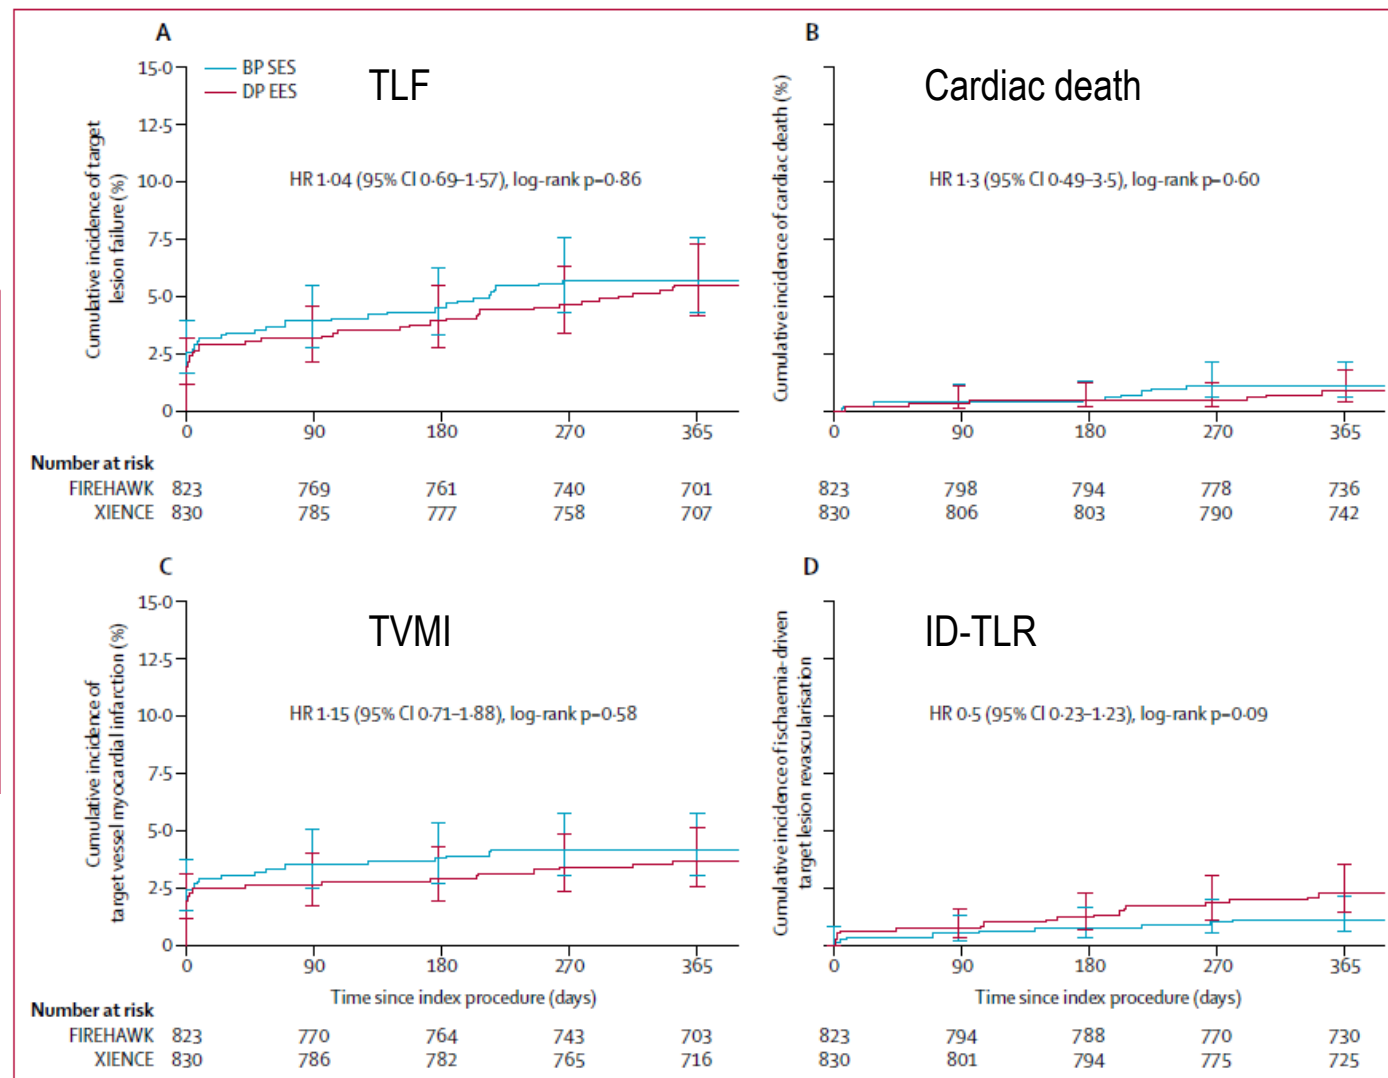 A
15·0
12·5
10·0
7·5
5·0
2·5
0
Cumulative incidence of target
lesion failure (%)
BP SES
DP EES
TLF
HR 1·04 (95% CI 0·69–1·57), log-rank p=0·86
0 90 180 270 365
Number at risk
FIREHAWK 823 769 761 740 701
XIENCE 830 785 777 758 707
B
Cumulative incidence of cardiac death (%)
Cardiac death
HR 1·3 (95% CI 0·49–3·5), log-rank p=0·60
0 90 180 270 365
823 798 794 778 736
830 806 803 790 742
C
15·0
12·5
10·0
7·5
5·0
2·5
0
Cumulative incidence of
target vessel myocardial infarction (%)
TVMI
HR 1·15 (95% CI 0·71–1·88), log-rank p=0·58
0 90 180 270 365
Time since index procedure (days)
Number at risk
FIREHAWK 823 770 764 743 703
XIENCE 830 786 782 765 716
D
Cumulative incidence of ischaemia-driven
target lesion revascularisation
ID-TLR
HR 0·5 (95% CI 0·23–1·23), log-rank p=0·09
0 90 180 270 365
Time since index procedure (days)
823 794 788 770 730
830 801 794 775 725